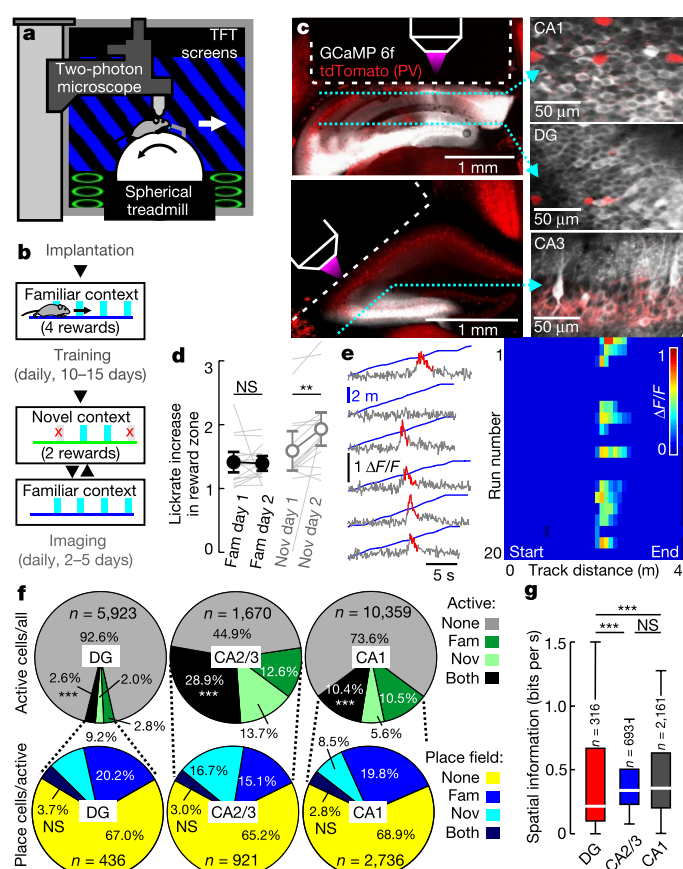 a
TFT
screens
Two-photon
microscope
Spherical
treadmill
b
Implantation
Familiar context
(4 rewards)
Training
(daily, 10–15 days)
Novel context
x
x
(2 rewards)
Familiar context
Imaging
(daily, 2–5 days)
c
GCaMP 6f
tdTomato (PV)
1 mm
1 mm
CA1
50 µm
DG
50 µm
CA3
50 µm
d
Lickrate increase
in reward zone
3
2
1
0
NS
**
Fam day 1
Fam day 2
Nov day 1
Nov day 2
e
2 m
1 ΔF/F
5 s
Run number
1
20
Start
End
0
Track distance (m)
4
1
0
ΔF/F
f
Active cells/all
n = 5,923
92.6%
DG
2.6%
***
2.0%
2.8%
n = 1,670
44.9%
CA2/3
12.6%
28.9%
***
13.7%
n = 10,359
73.6%
CA1
10.4%
***
10.5%
5.6%
Active:
None
Fam
Nov
Both
Place cells/active
9.2%
20.2%
3.7%
DG
NS
67.0%
n = 436
16.7%
15.1%
3.0%
CA2/3
NS
65.2%
n = 921
8.5%
19.8%
2.8%
CA1
NS
68.9%
n = 2,736
Place field:
None
Fam
Nov
Both
g
Spatial information (bits per s)
1.5
1.0
0.5
0
***
***
NS
n = 316
n = 693
n = 2,161
DG
CA2/3
CA1